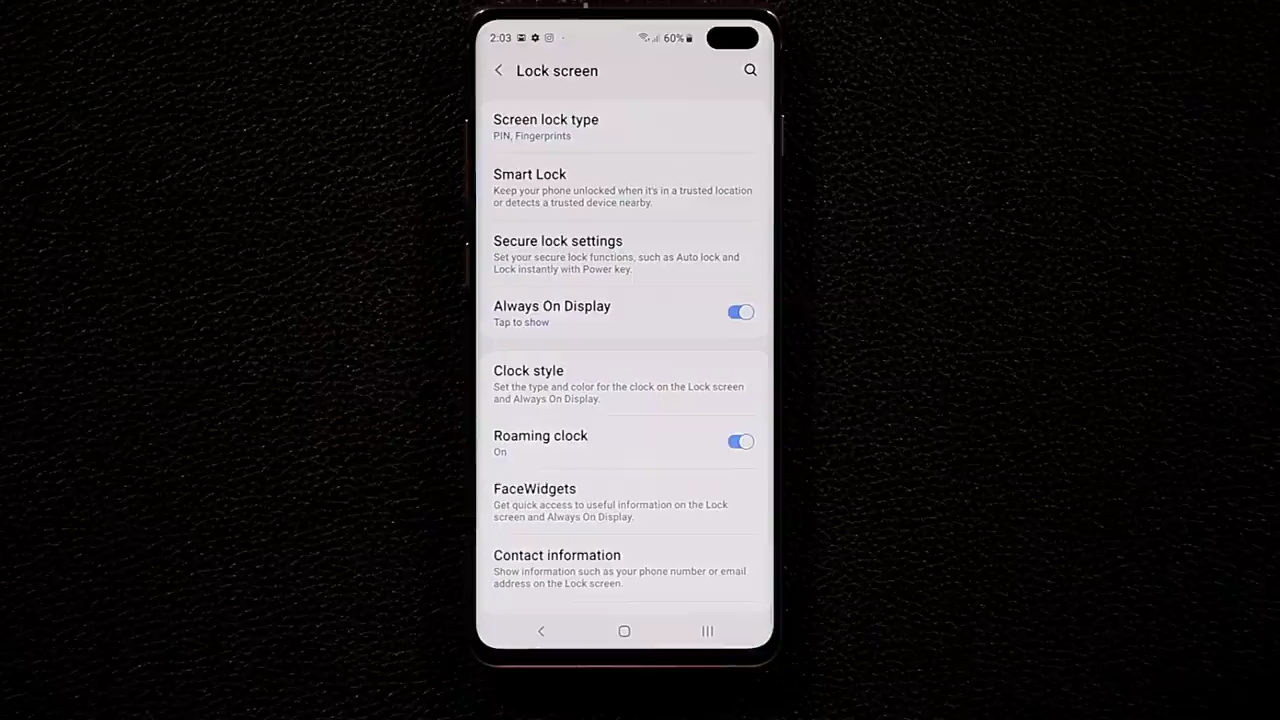 2:03
60%
Lock screen
Screen lock type
PIN, Fingerprints
Smart Lock
Keep your phone unlocked when it's in a trusted location
or detects a trusted device nearby.
Secure lock settings
Set your secure lock functions, such as Auto lock and
Lock instantly with Power key.
Always On Display
Tap to show
Clock style
Set the type and color for the clock on the Lock screen
and Always On Display.
Roaming clock
On
FaceWidgets
Get quick access to useful information on the Lock
screen and Always On Display.
Contact information
Show information such as your phone number or email
address on the Lock screen.